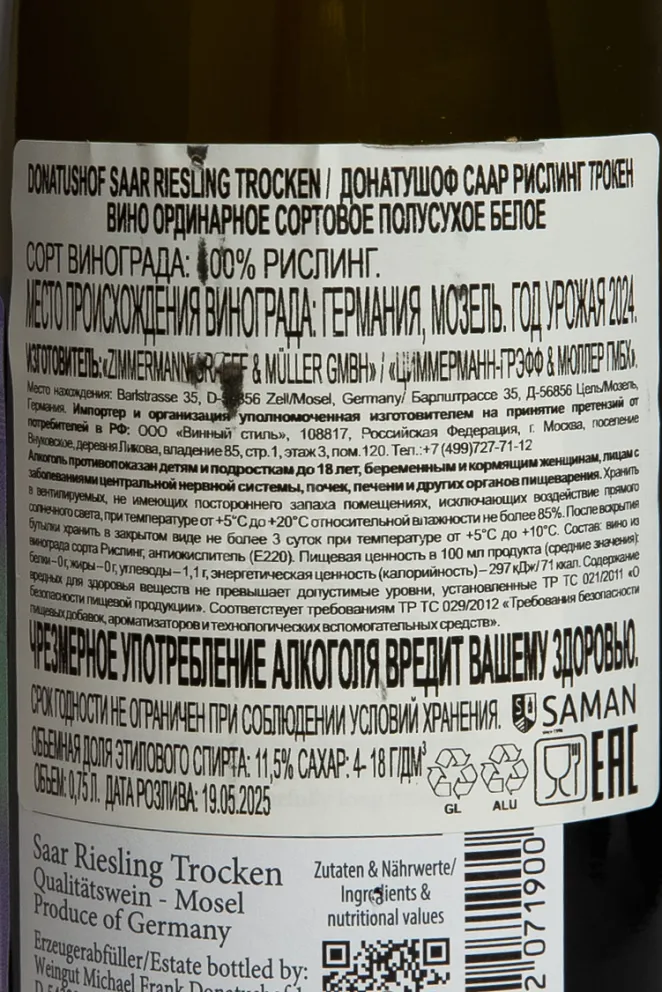 DONATUSHOF SAAR RIESLING TROCKEN / ДОНАТУШОФ СААР РИСЛИНГ ТРОКЕН
ВИНО ОРДИНАРНОЕ СОРТОВОЕ ПОЛУСУХОЕ БЕЛОЕ
СОРТ ВИНОГРАДА: 100% РИСЛИНГ.
МЕСТО ПРОИСХОЖДЕНИЯ ВИНОГРАДА: ГЕРМАНИЯ, МОЗЕЛЬ. ГОД УРОЖАЯ 2024.
ИЗГОТОВИТЕЛЬ: «ZIMMERMANN-GRAEFF & MÜLLER GMBH» / «ЦИММЕРМАНН-ГРЭФФ & МЮЛЛЕР ГМБХ».
Место нахождения: Barlstrasse 35, D-56856 Zell/Mosel, Germany/ Барлштрассе 35, Д-56856 Цель/Мозель,
Германия. Импортер и организация, уполномоченная изготовителем на принятие претензий от
потребителей в РФ: ООО «Винный стиль», 108817, Российская Федерация, г. Москва, поселение
Внуковское, деревня Ликова, владение 85, стр.1, этаж 3, пом.120. Тел.:+7 (499)727-71-12
Алкоголь противопоказан детям и подросткам до 18 лет, беременным и кормящим женщинам, лицам с
заболеваниями центральной нервной системы, почек, печени и других органов пищеварения. Хранить
в вентилируемых, не имеющих постороннего запаха помещениях, исключающих воздействие прямого
солнечного света, при температуре от +5°C до +20°C относительной влажности не более 85%. После вскрытия
бутылки хранить в закрытом виде не более 3 суток при температуре от +5°C до +10°C. Состав: вино из
винограда сорта Рислинг, антиокислитель (Е220). Пищевая ценность в 100 мл продукта (средние значения):
белки – 0 г, жиры – 0 г, углеводы – 1,1 г, энергетическая ценность (калорийность) – 297 кДж/ 71 ккал. Содержание
вредных для здоровья веществ не превышает допустимые уровни, установленные ТР ТС 021/2011 «О
безопасности пищевой продукции». Соответствует требованиям ТР ТС 029/2012 «Требования безопасности
пищевых добавок, ароматизаторов и технологических вспомогательных средств».
ЧРЕЗМЕРНОЕ УПОТРЕБЛЕНИЕ АЛКОГОЛЯ ВРЕДИТ ВАШЕМУ ЗДОРОВЬЮ.
СРОК ГОДНОСТИ НЕ ОГРАНИЧЕН ПРИ СОБЛЮДЕНИИ УСЛОВИЙ ХРАНЕНИЯ.
SAMAN
ОБЪЕМНАЯ ДОЛЯ ЭТИЛОВОГО СПИРТА: 11,5% САХАР: 4- 18 Г/ДМ³
ОБЪЕМ: 0,75 Л. ДАТА РОЗЛИВА: 19.05.2025
GL
ALU
EAC
Saar Riesling Trocken
Qualitätswein - Mosel
Produce of Germany
Erzeugerabfüller/Estate bottled by:
Weingut Michael Frank
Zutaten & Nährwerte/
Ingredients &
nutritional values
2 071900